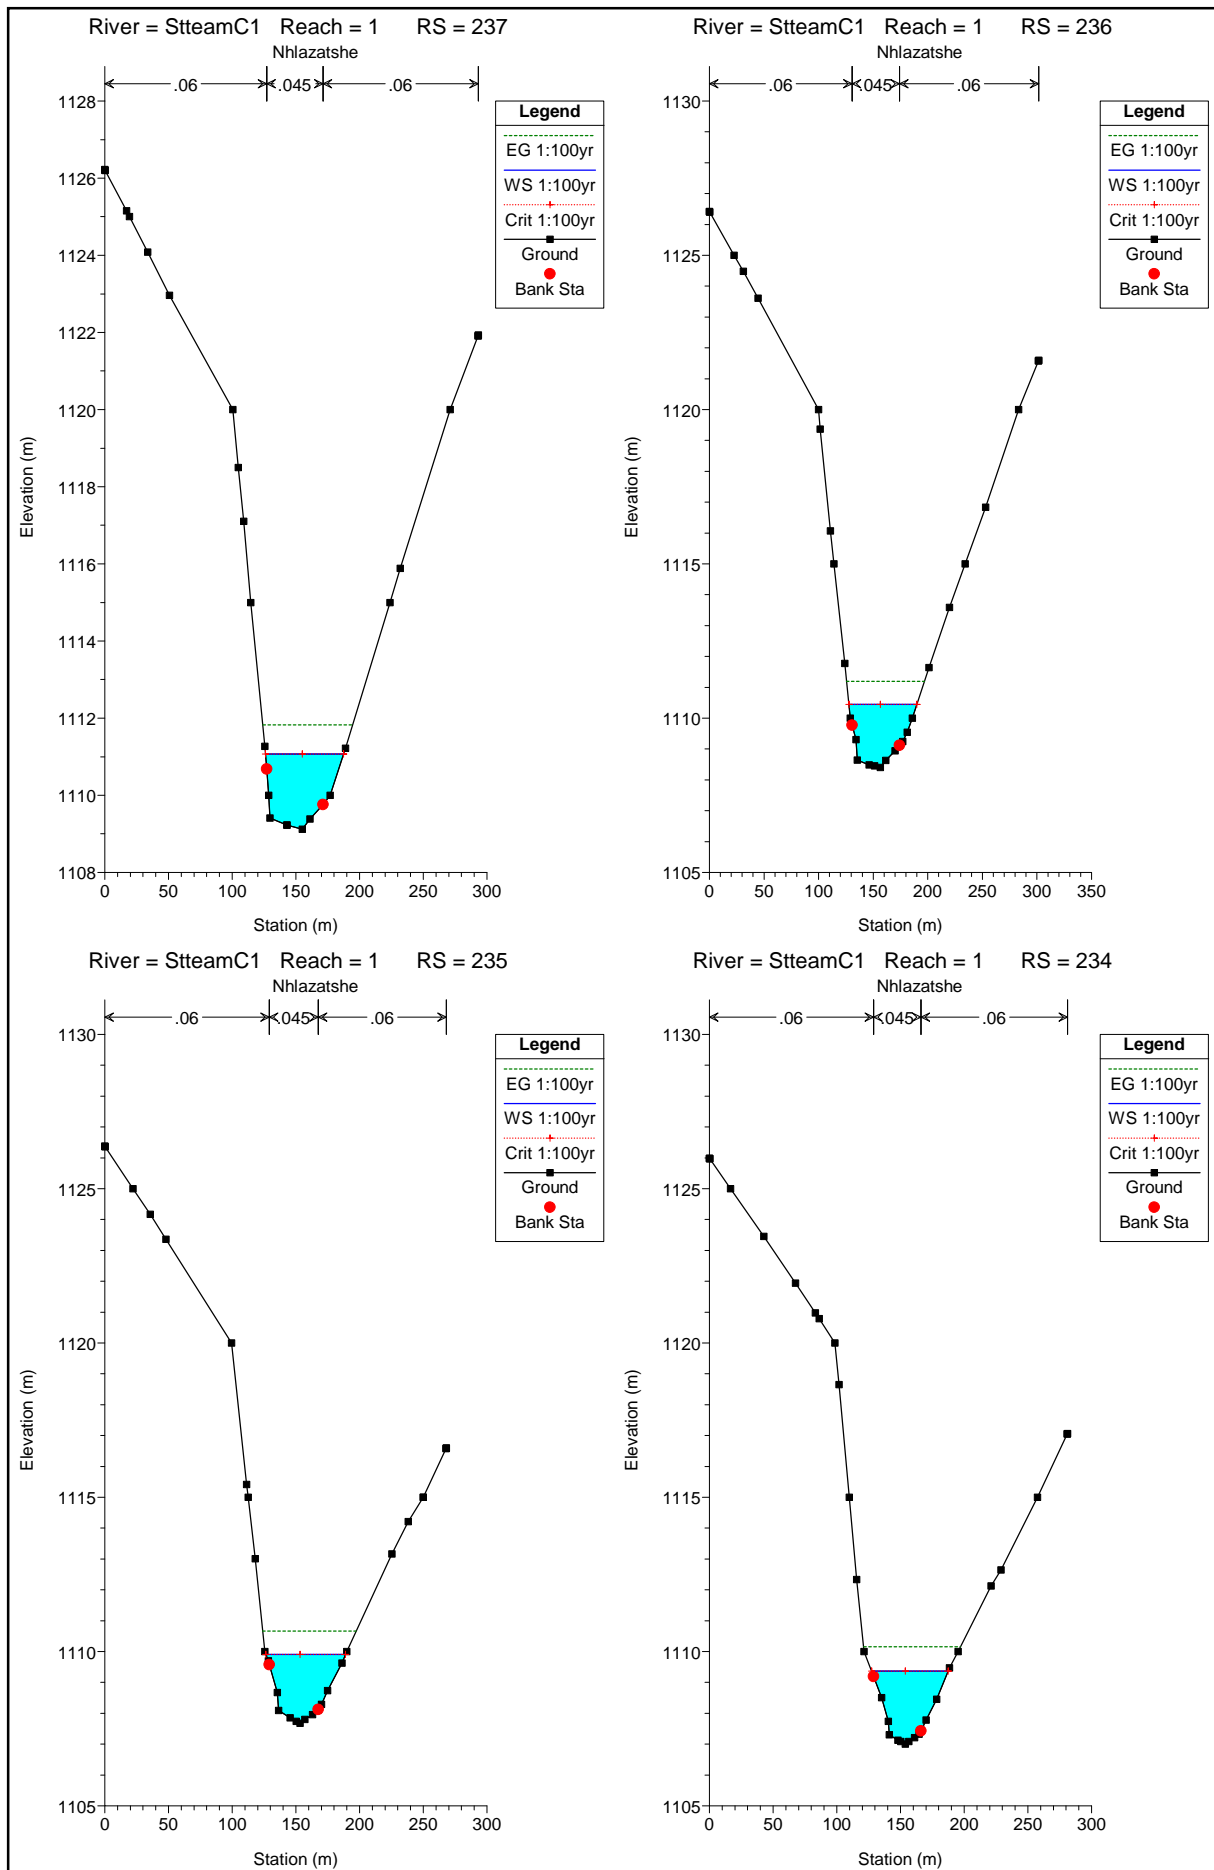 River = StteamC1 Reach = 1 RS = 237
Nhlazatshe
.06 .045 .06
Legend
EG 1:100yr
WS 1:100yr
Crit 1:100yr
Ground
Bank Sta
1128
1126
1124
1122
1120
1118
1116
1114
1112
1110
1108
Elevation (m)
0 50 100 150 200 250 300
Station (m)
River = StteamC1 Reach = 1 RS = 236
Nhlazatshe
.06 .045 .06
Legend
EG 1:100yr
WS 1:100yr
Crit 1:100yr
Ground
Bank Sta
1130
1125
1120
1115
1110
1105
Elevation (m)
0 50 100 150 200 250 300 350
Station (m)
River = StteamC1 Reach = 1 RS = 235
Nhlazatshe
.06 .045 .06
Legend
EG 1:100yr
WS 1:100yr
Crit 1:100yr
Ground
Bank Sta
1130
1125
1120
1115
1110
1105
Elevation (m)
0 50 100 150 200 250 300
Station (m)
River = StteamC1 Reach = 1 RS = 234
Nhlazatshe
.06 .045 .06
Legend
EG 1:100yr
WS 1:100yr
Crit 1:100yr
Ground
Bank Sta
1130
1125
1120
1115
1110
1105
Elevation (m)
0 50 100 150 200 250 300
Station (m)